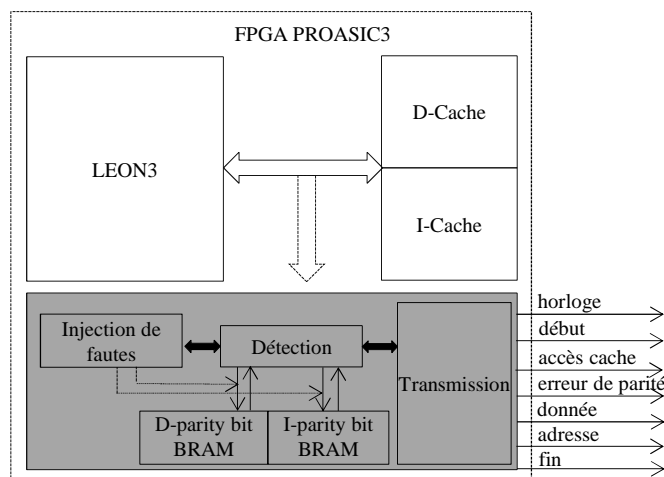 FPGA PROASIC3
LEON3
D-Cache
I-Cache
Injection de
fautes
Détection
Transmission
D-parity bit
BRAM
I-parity bit
BRAM
horloge
début
accès cache
erreur de parité
donnée
adresse
fin